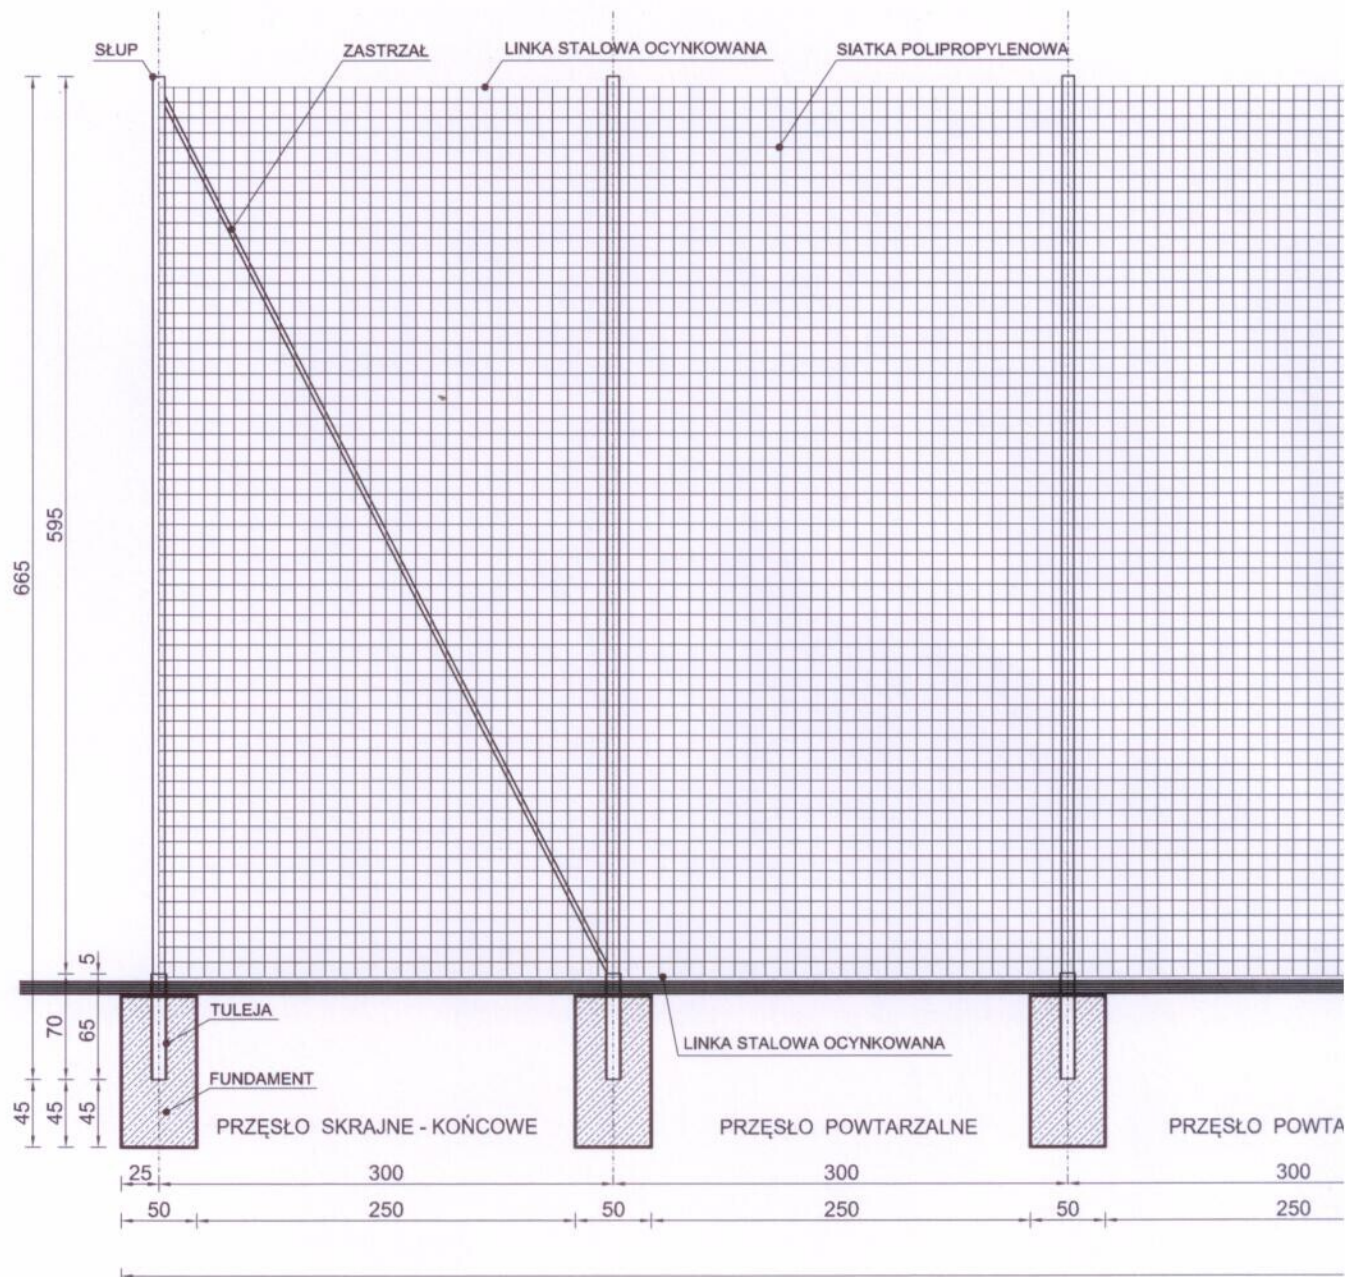 SŁUP
ZASTRZAŁ
LINKA STALOWA OCYNKOWANA
SIATKA POLIPROPYLENOWA
665
595
5
70
65
45
45
45
TULEJA
FUNDAMENT
LINKA STALOWA OCYNKOWANA
PRZĘSŁO SKRAJNE - KOŃCOWE
PRZĘSŁO POWTARZALNE
PRZĘSŁO POWTA
25
300
300
300
50
250
50
250
50
250